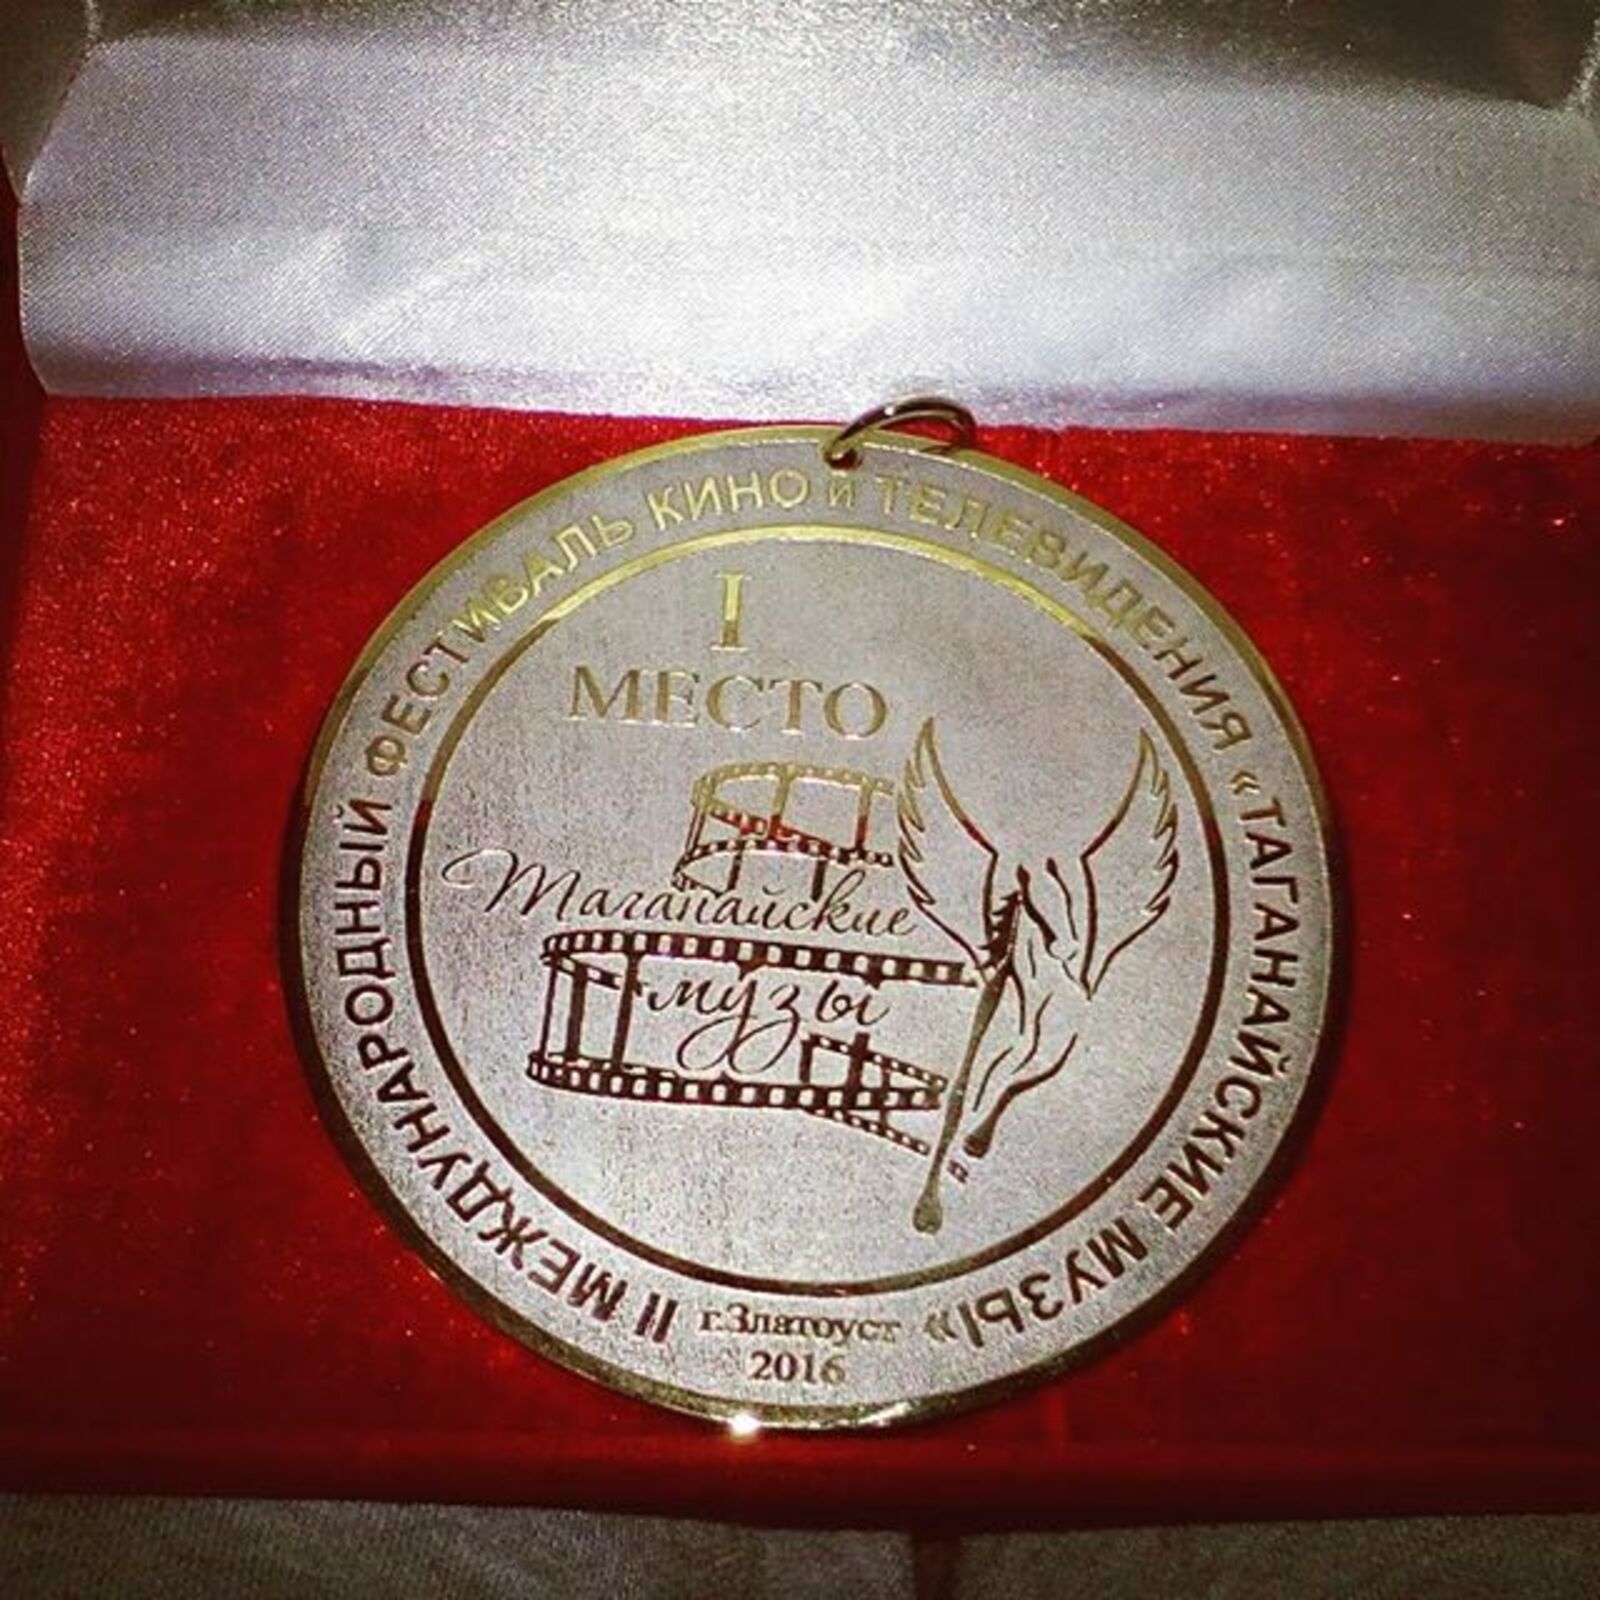 II МЕЖДУНАРОДНЫЙ ФЕСТИВАЛЬ КИНО и ТЕЛЕВИДЕНИЯ «ТАГАНАЙСКИЕ МУЗЫ»
I
МЕСТО
Таганайские
музы
г.Златоуст
2016